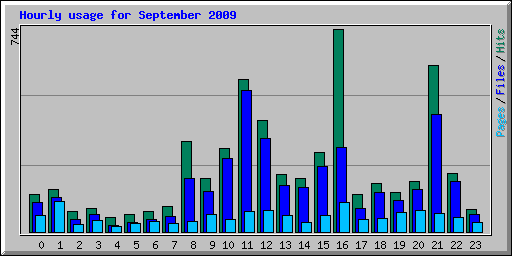 Hourly usage for September 2009
744
Pages / Files / Hits
0 1 2 3 4 5 6 7 8 9 10 11 12 13 14 15 16 17 18 19 20 21 22 23